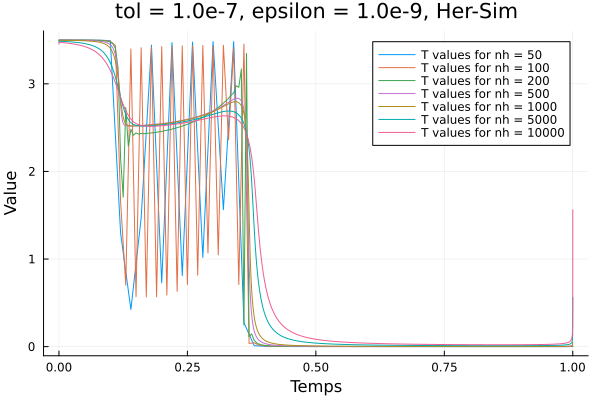 tol = 1.0e-7, epsilon = 1.0e-9, Her-Sim
T values for nh = 50
T values for nh = 100
T values for nh = 200
T values for nh = 500
T values for nh = 1000
T values for nh = 5000
T values for nh = 10000
3
2
1
0
Value
0.00
0.25
0.50
0.75
1.00
Temps